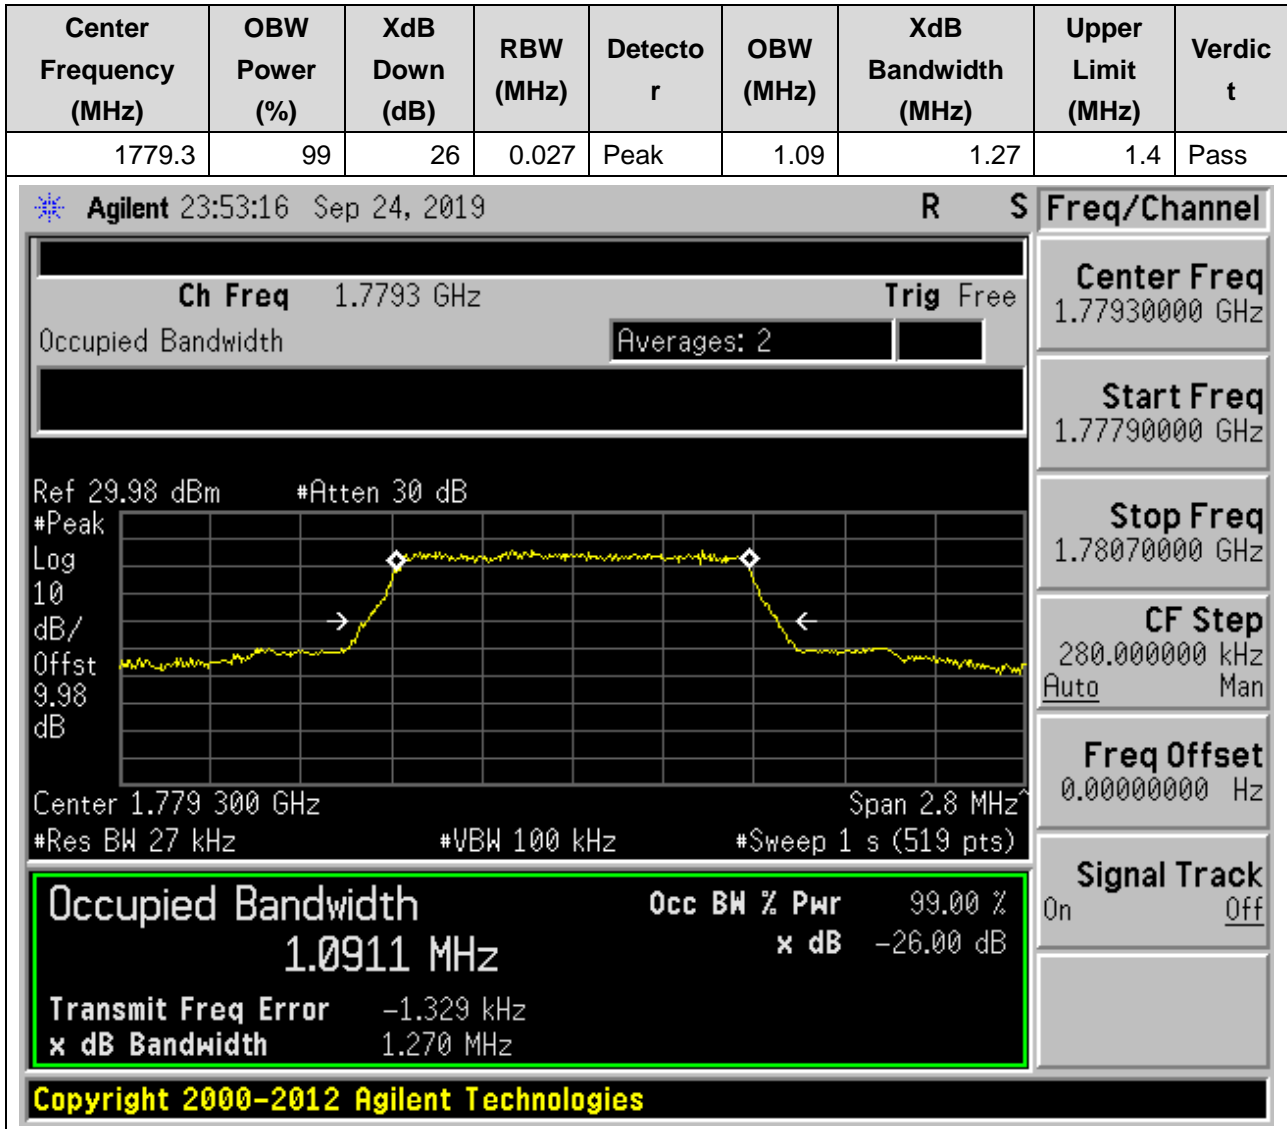 Center Frequency (MHz) OBW Power (%) XdB Down (dB) RBW (MHz) Detecto r OBW (MHz) XdB Bandwidth (MHz) Upper Limit (MHz) Verdic t
1779.3 99 26 0.027 Peak 1.09 1.27 1.4 Pass
Agilent 23:53:16 Sep 24, 2019 R S
Ch Freq 1.7793 GHz Trig Free
Occupied Bandwidth Averages: 2
Ref 29.98 dBm #Atten 30 dB
#Peak
Log
10
dB/
Offst
9.98
dB
Center 1.779 300 GHz Span 2.8 MHz^
#Res BW 27 kHz #VBW 100 kHz #Sweep 1 s (519 pts)
Occupied Bandwidth Occ BW % Pwr 99.00 %
1.0911 MHz x dB -26.00 dB
Transmit Freq Error -1.329 kHz
x dB Bandwidth 1.270 MHz
Copyright 2000-2012 Agilent Technologies
Freq/Channel
Center Freq
1.77930000 GHz
Start Freq
1.77790000 GHz
Stop Freq
1.78070000 GHz
CF Step
280.000000 kHz
Auto Man
Freq Offset
0.00000000 Hz
Signal Track
On Off